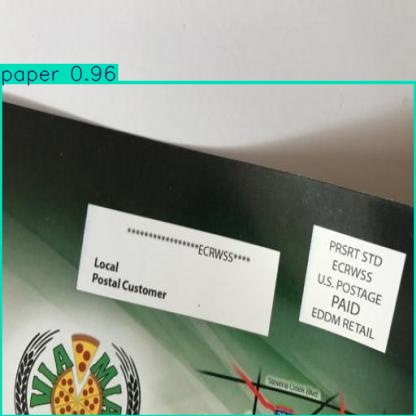 paper 0.96
*****************ECRWSS****
Local
Postal Customer
PRSRT STD
ECRWSS
U.S. POSTAGE
PAID
EDDM RETAIL
VIA MIA
Stevens Creek Blvd